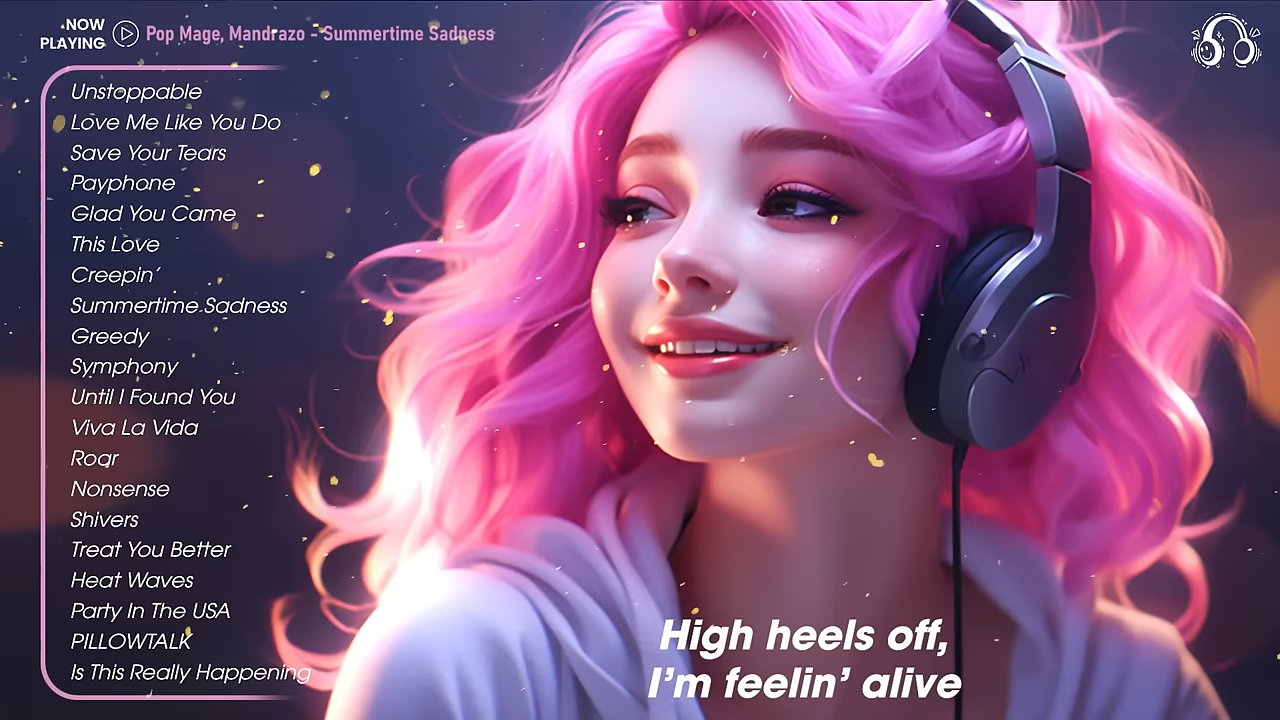 NOW
PLAYING
Pop Mage, Mandrazo - Summertime Sadness
Unstoppable
Love Me Like You Do
Save Your Tears
Payphone
Glad You Came
This Love
Creepin’
Summertime Sadness
Greedy
Symphony
Until I Found You
Viva La Vida
Roar
Nonsense
Shivers
Treat You Better
Heat Waves
Party In The USA
PILLOWTALK
Is This Really Happening
High heels off,
I’m feelin’ alive